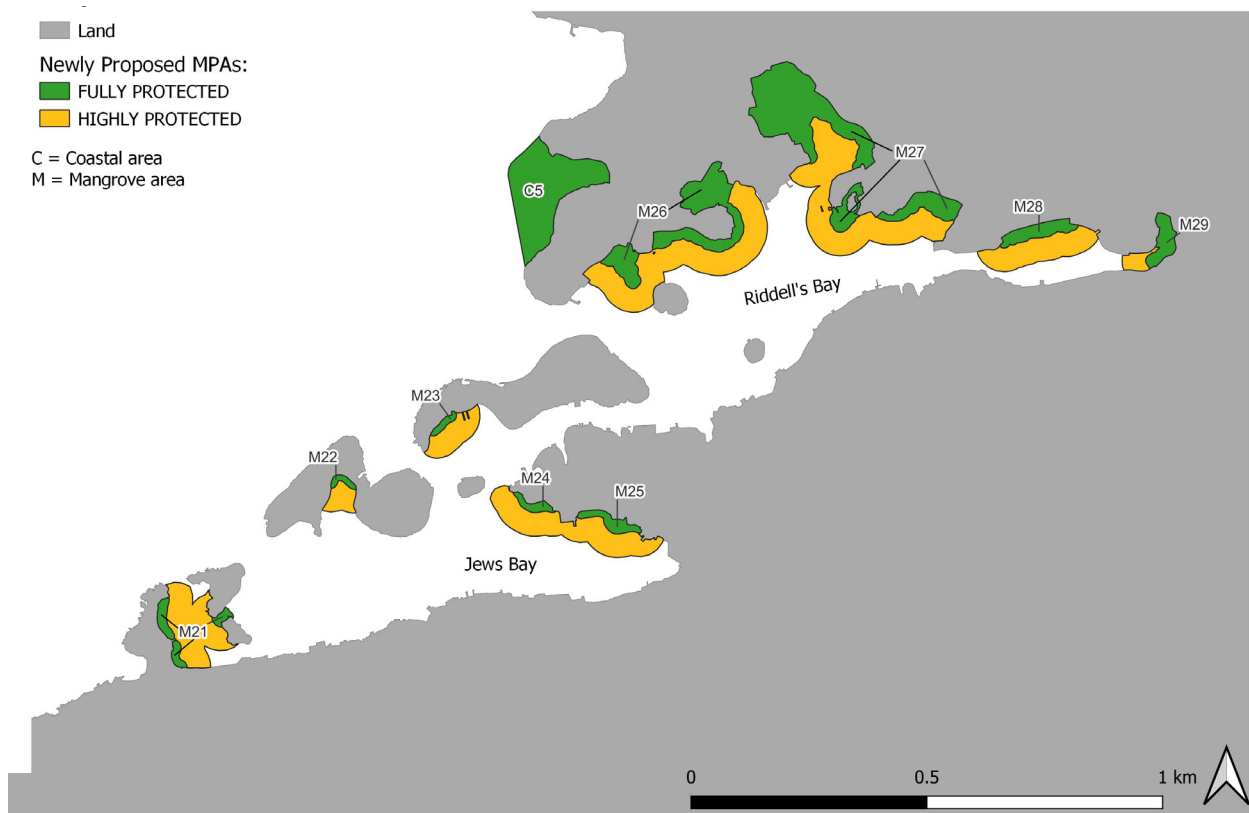 Land
Newly Proposed MPAs:
FULLY PROTECTED
HIGHLY PROTECTED
C = Coastal area
M = Mangrove area
C5
M27
M26
M28
M29
Riddell's Bay
M23
M22
M24
M25
Jews Bay
M21
0 0.5 1 km